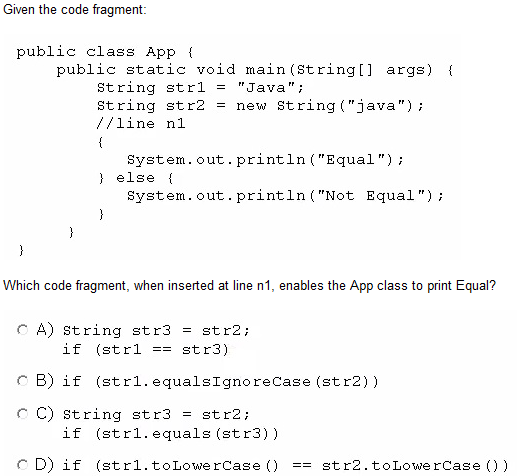 Given the code fragment:
public class App {
public static void main(String[] args) {
String str1 = "Java";
String str2 = new String("java");
//line n1
{
System.out.println("Equal");
} else {
System.out.println("Not Equal");
}
}
}
Which code fragment, when inserted at line n1, enables the App class to print Equal?
A) String str3 = str2;
if (str1 == str3)
B) if (str1.equalsIgnoreCase(str2))
C) String str3 = str2;
if (str1.equals(str3))
D) if (str1.toLowerCase() == str2.toLowerCase())